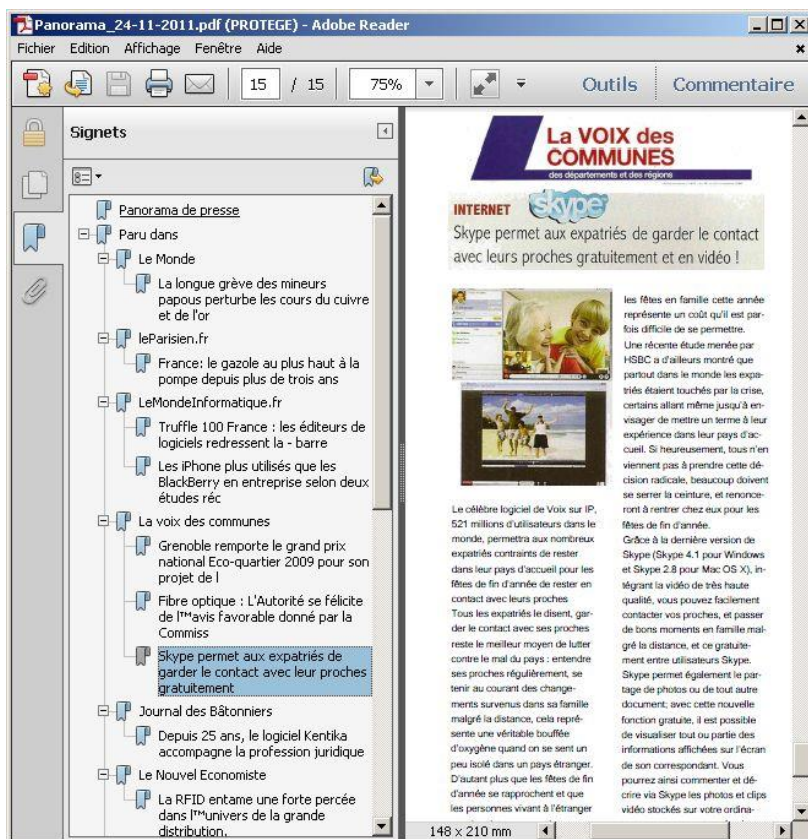 Panorama_24-11-2011.pdf (PROTEGE) - Adobe Reader
Fichier Edition Affichage Fenêtre Aide
15 / 15 75% Outils Commentaire
Signets
Panorama de presse
Paru dans
Le Monde
La longue grève des mineurs
papous perturbe les cours du cuivre
et de l'or
leParisien.fr
France: le gazole au plus haut à la
pompe depuis plus de trois ans
LeMondeInformatique.fr
Truffle 100 France : les éditeurs de
logiciels redressent la - barre
Les iPhone plus utilisés que les
BlackBerry en entreprise selon deux
études réc
La voix des communes
Grenoble remporte le grand prix
national Eco-quartier 2009 pour son
projet de l
Fibre optique : L'Autorité se félicite
de l™avis favorable donné par la
Commiss
Skype permet aux expatriés de
garder le contact avec leur proches
gratuitement
Journal des Bâtonniers
Depuis 25 ans, le logiciel Kentika
accompagne la profession juridique
Le Nouvel Economiste
La RFID entame une forte percée
dans l™univers de la grande
distribution.
La VOIX des
COMMUNES
des départements et des régions
INTERNET skype
Skype permet aux expatriés de garder le contact
avec leurs proches gratuitement et en vidéo !
Le célèbre logiciel de Voix sur IP,
521 millions d'utilisateurs dans le
monde, permettra aux nombreux
expatriés contraints de rester
dans leur pays d'accueil pour les
fêtes de fin d'année de rester en
contact avec leurs proches
Tous les expatriés le disent, gar-
der le contact avec ses proches
reste le meilleur moyen de lutter
contre le mal du pays : entendre
ses proches régulièrement, se
tenir au courant des change-
ments survenus dans sa famille
malgré la distance, cela repré-
sente une véritable bouffée
d'oxygène quand on se sent un
peu isolé dans un pays étranger.
D'autant plus que les fêtes de fin
d'année se rapprochent et que
les personnes vivant à l'étranger
les fêtes en famille cette année
représente un coût qu'il est par-
fois difficile de se permettre.
Une récente étude menée par
HSBC a d'ailleurs montré que
partout dans le monde les expa-
triés étaient touchés par la crise,
certains allant même jusqu'à en-
visager de mettre un terme à leur
expérience dans leur pays d'ac-
cueil. Si heureusement, tous n'en
viennent pas à prendre cette dé-
cision radicale, beaucoup doivent
se serrer la ceinture, et renonce-
ront à rentrer chez eux pour les
fêtes de fin d'année.
Grâce à la dernière version de
Skype (Skype 4.1 pour Windows
et Skype 2.8 pour Mac OS X), in-
tégrant la vidéo de très haute
qualité, vous pouvez facilement
contacter vos proches, et passer
de bons moments en famille mal-
gré la distance, et ce gratuite-
ment entre utilisateurs Skype.
Skype permet également le par-
tage de photos ou de tout autre
document; avec cette nouvelle
fonction gratuite, il est possible
de visualiser tout ou partie des
informations affichées sur l'écran
de son correspondant. Vous
pourrez ainsi commenter et dé-
crire via Skype les photos et clips
vidéo stockés sur votre ordina-
148 x 210 mm